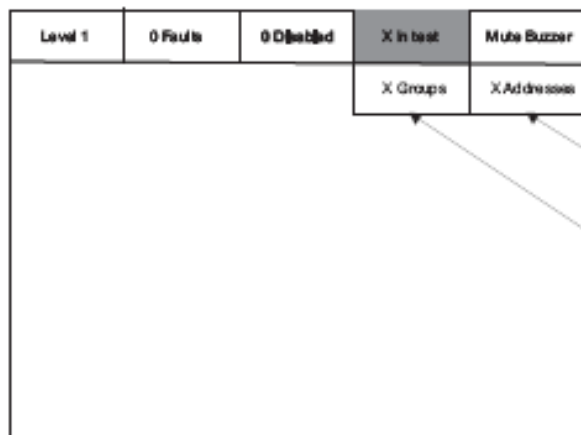 Level 1 0 Faults 0 Disabled X In test Mute Buzzer
X Groups X Addresses